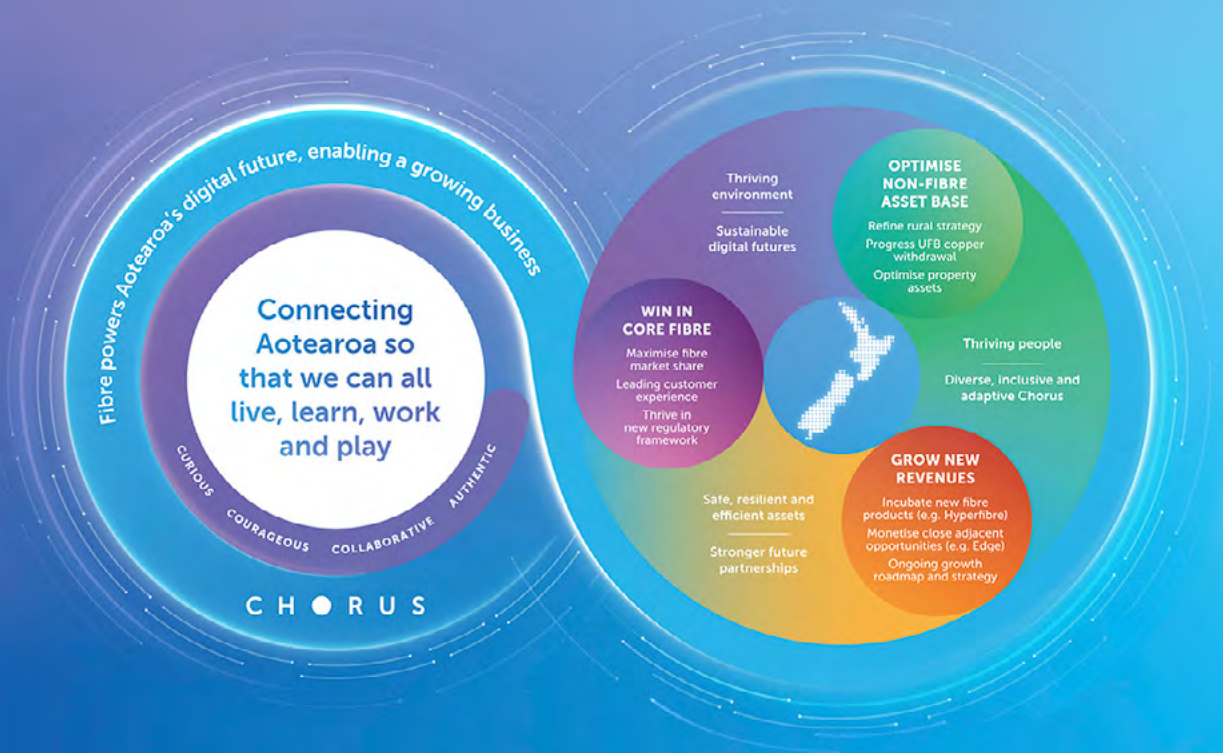 Fibre powers Aotearoa's digital future, enabling a growing business
Connecting
Aotearoa so
that we can all
live, learn, work
and play
CURIOUS
COURAGEOUS
COLLABORATIVE
AUTHENTIC
CHORUS
Thriving
environment
Sustainable
digital futures
OPTIMISE
NON-FIBRE
ASSET BASE
Refine rural strategy
Progress UFB copper
withdrawal
Optimise property
assets
WIN IN
CORE FIBRE
Maximise fibre
market share
Leading customer
experience
Thrive in
new regulatory
framework
Thriving people
Diverse, inclusive and
adaptive Chorus
Safe, resilient and
efficient assets
Stronger future
partnerships
GROW NEW
REVENUES
Incubate new fibre
products (e.g. Hyperfibre)
Monetise close adjacent
opportunities (e.g. Edge)
Ongoing growth
roadmap and strategy